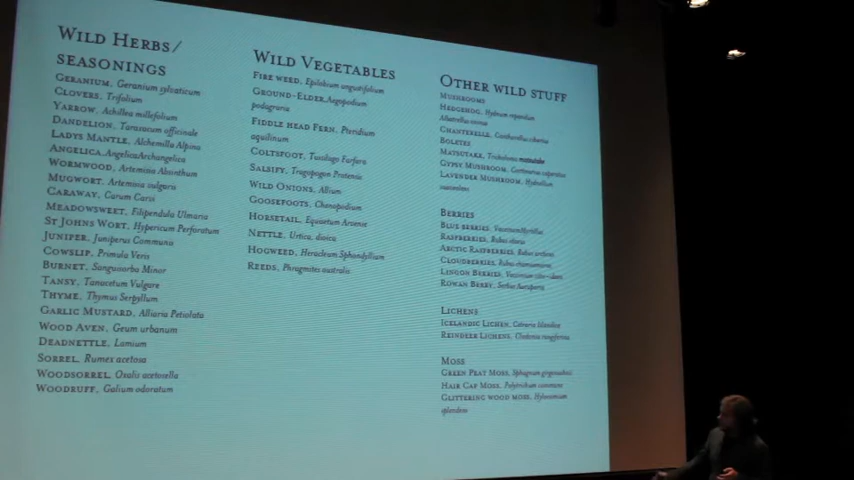 WILD HERBS/
SEASONINGS
GERANIUM, Geranium sylvaticum
CLOVERS, Trifolium
YARROW, Achillea millefolium
DANDELION, Taraxacum officinale
LADYS MANTLE, Alchemilla Alpina
ANGELICA, AngelicaArchangelica
WORMWOOD, Artemisia Absinthum
MUGWORT, Artemisia vulgaris
CARAWAY, Carum Carvi
MEADOWSWEET, Filipendula Ulmaria
ST JOHNS WORT, Hypericum Perforatum
JUNIPER, Juniperus Communis
COWSLIP, Primula Veris
BURNET, Sanguisorba Minor
TANSY, Tanacetum Vulgare
THYME, Thymus Serpyllum
GARLIC MUSTARD, Alliaria Petiolata
WOOD AVEN, Geum urbanum
DEADNETTLE, Lamium
SORREL, Rumex acetosa
WOODSORREL, Oxalis acetosella
WOODRUFF, Galium odoratum
WILD VEGETABLES
FIRE WEED, Epilobium angustifolium
GROUND-ELDER, Aegopodium
podagraria
FIDDLE HEAD FERN, Pteridium
aquilinum
COLTSFOOT, Tussilago Farfara
SALSIFY, Tragopogon Pratensis
WILD ONIONS, Allium
GOOSEFOOTS, Chenopodium
HORSETAIL, Equisetum Arvense
NETTLE, Urtica, dioica
HOGWEED, Heracleum Sphondylium
REEDS, Phragmites australis
OTHER WILD STUFF
MUSHROOMS
HEDGEHOG, Hydnum repandum
CHANTERELLE, Cantharellus cibarius
BOLETES
MATSUTAKE, Tricholoma matsutake
GYPSY MUSHROOM, Cortinarius caperatus
LAVENDER MUSHROOM, Hydnellum
suaveolens
BERRIES
BLUE BERRIES,
RASPBERRIES, Rubus
ARCTIC RASPBERRIES, Rubus arcticus
CLOUDBERRIES, Rubus chamaemorus
LINGON BERRIES, Vaccinium
ROWAN BERRY, Sorbus Aucuparia
LICHENS
ICELANDIC LICHEN, Cetraria Islandica
REINDEER LICHENS, Cladonia rangiferina
MOSS
GREEN PEAT MOSS, Sphagnum girgensohnii
HAIR CAP MOSS, Polytrichum commune
GLITTERING WOOD MOSS, Hylocomium
splendens